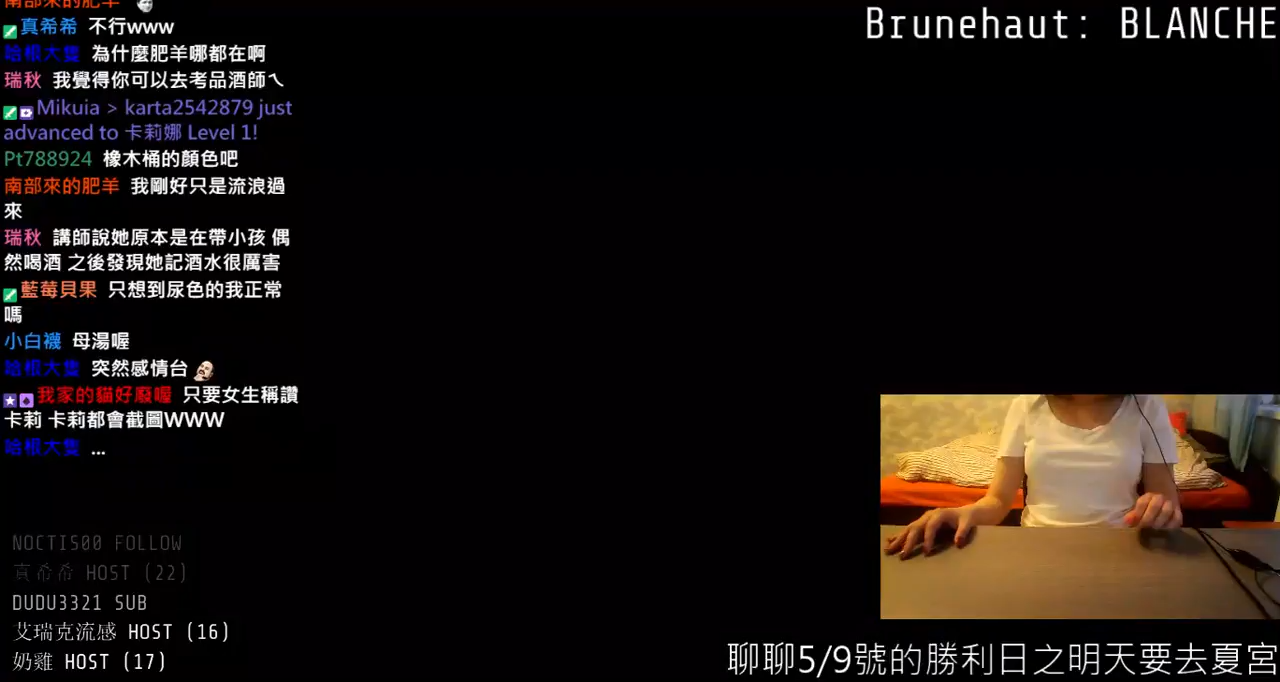 南部來的肥羊
真希希 不行www
哈根大隻 為什麼肥羊哪都在啊
瑞秋 我覺得你可以去考品酒師ㄟ
Mikuia > karta2542879 just
advanced to 卡莉娜 Level 1!
Pt788924 橡木桶的顏色吧
南部來的肥羊 我剛好只是流浪過
來
瑞秋 講師說她原本是在帶小孩 偶
然喝酒 之後發現她記酒水很厲害
藍莓貝果 只想到尿色的我正常
嗎
小白襪 母湯喔
哈根大隻 突然感情台
我家的貓好廢喔 只要女生稱讚
卡莉 卡莉都會截圖WWW
哈根大隻 ...
NOCTIS00 FOLLOW
真希希 HOST (22)
DUDU3321 SUB
艾瑞克流感 HOST (16)
奶雞 HOST (17)
Brunehaut: BLANCHE
聊聊5/9號的勝利日之明天要去夏宮